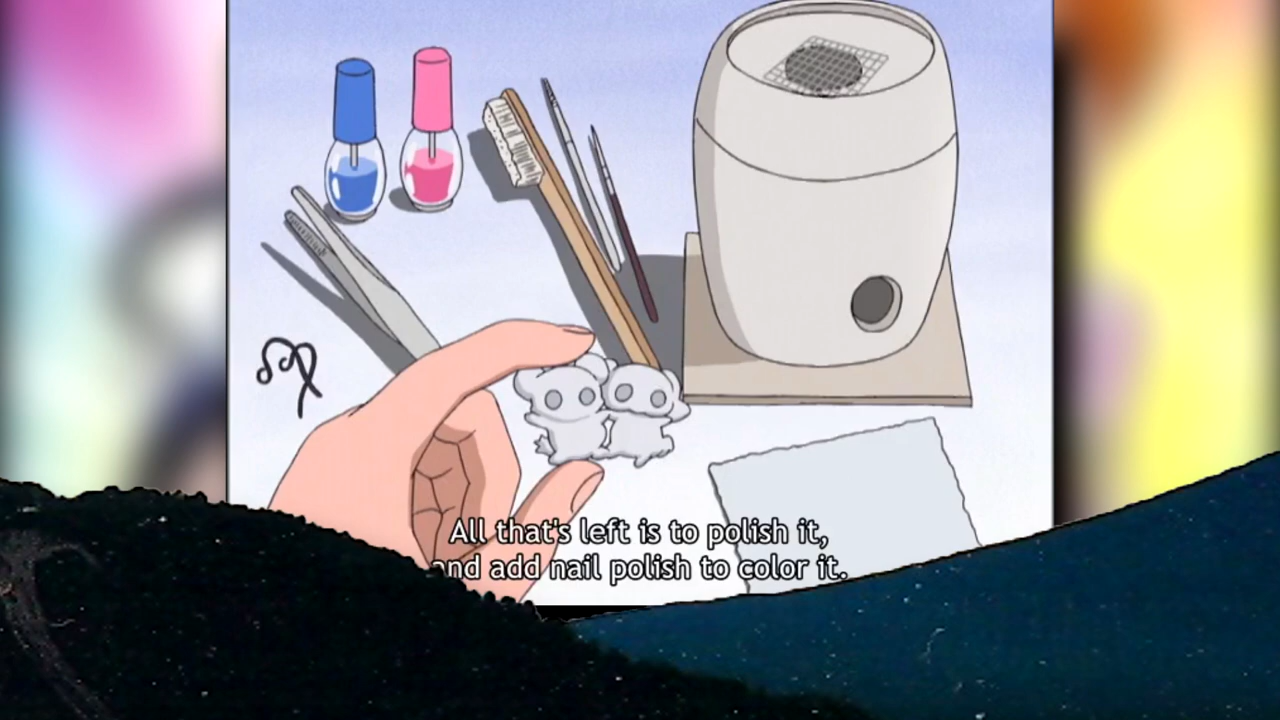 All that's left is to polish it,
and add nail polish to color it.